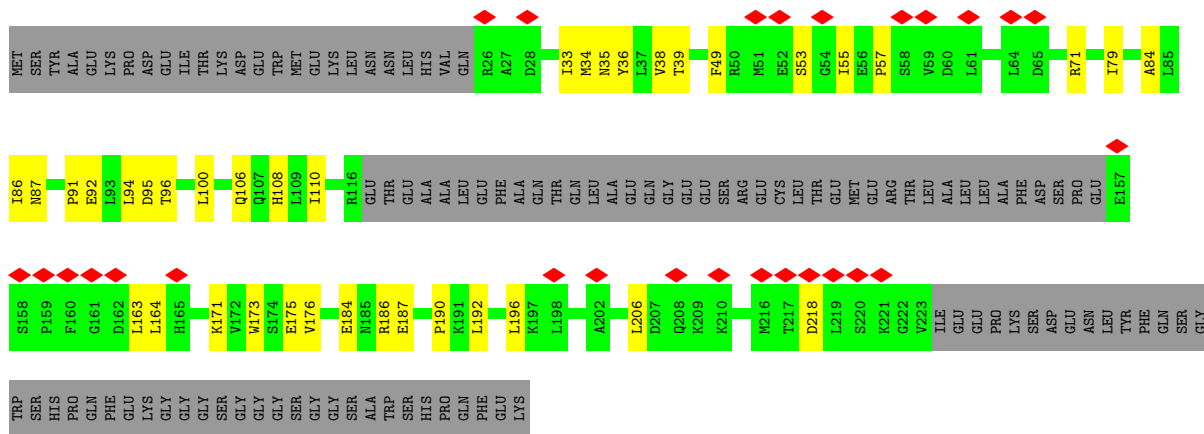 MET SER TYR ALA GLU LYS PRO ASP GLU ILE THR LYS ASP GLU TRP MET GLU LYS LEU ASN ASN LEU HIS VAL GLN R26 A27 D28 I33 M34 N35 Y36 L37 V38 T39 F49 R50 M51 E52 S53 G54 I55 E56 P57 S58 V59 D60 L61 L64 D65 R71 I79 A84 L85
I86 N87 P91 E92 L93 L94 D95 T96 L100 Q106 Q107 H108 L109 I110 R116 GLU THR GLU ALA ALA LEU GLU PHE ALA GLN THR GLN LEU ALA GLU GLN GLY GLU GLU SER ARG GLU CYS LEU THR GLU MET GLU ARG THR LEU ALA LEU LEU ALA PHE ASP SER PRO GLU E157
S158 P159 F160 G161 D162 L163 L164 H165 K171 V172 W173 S174 E175 V176 E184 N185 R186 E187 P190 K191 L192 L196 K197 L198 A202 L206 D207 Q208 K209 K210 M216 T217 D218 L219 S220 K221 G222 V223 ILE GLU GLU PRO LYS SER ASP GLU ASN LEU TYR PHE GLN SER GLY
TRP SER HIS PRO GLN PHE GLU LYS GLY GLY SER GLY GLY GLY SER GLY GLY SER ALA TRP SER HIS PRO GLN PHE GLU LYS